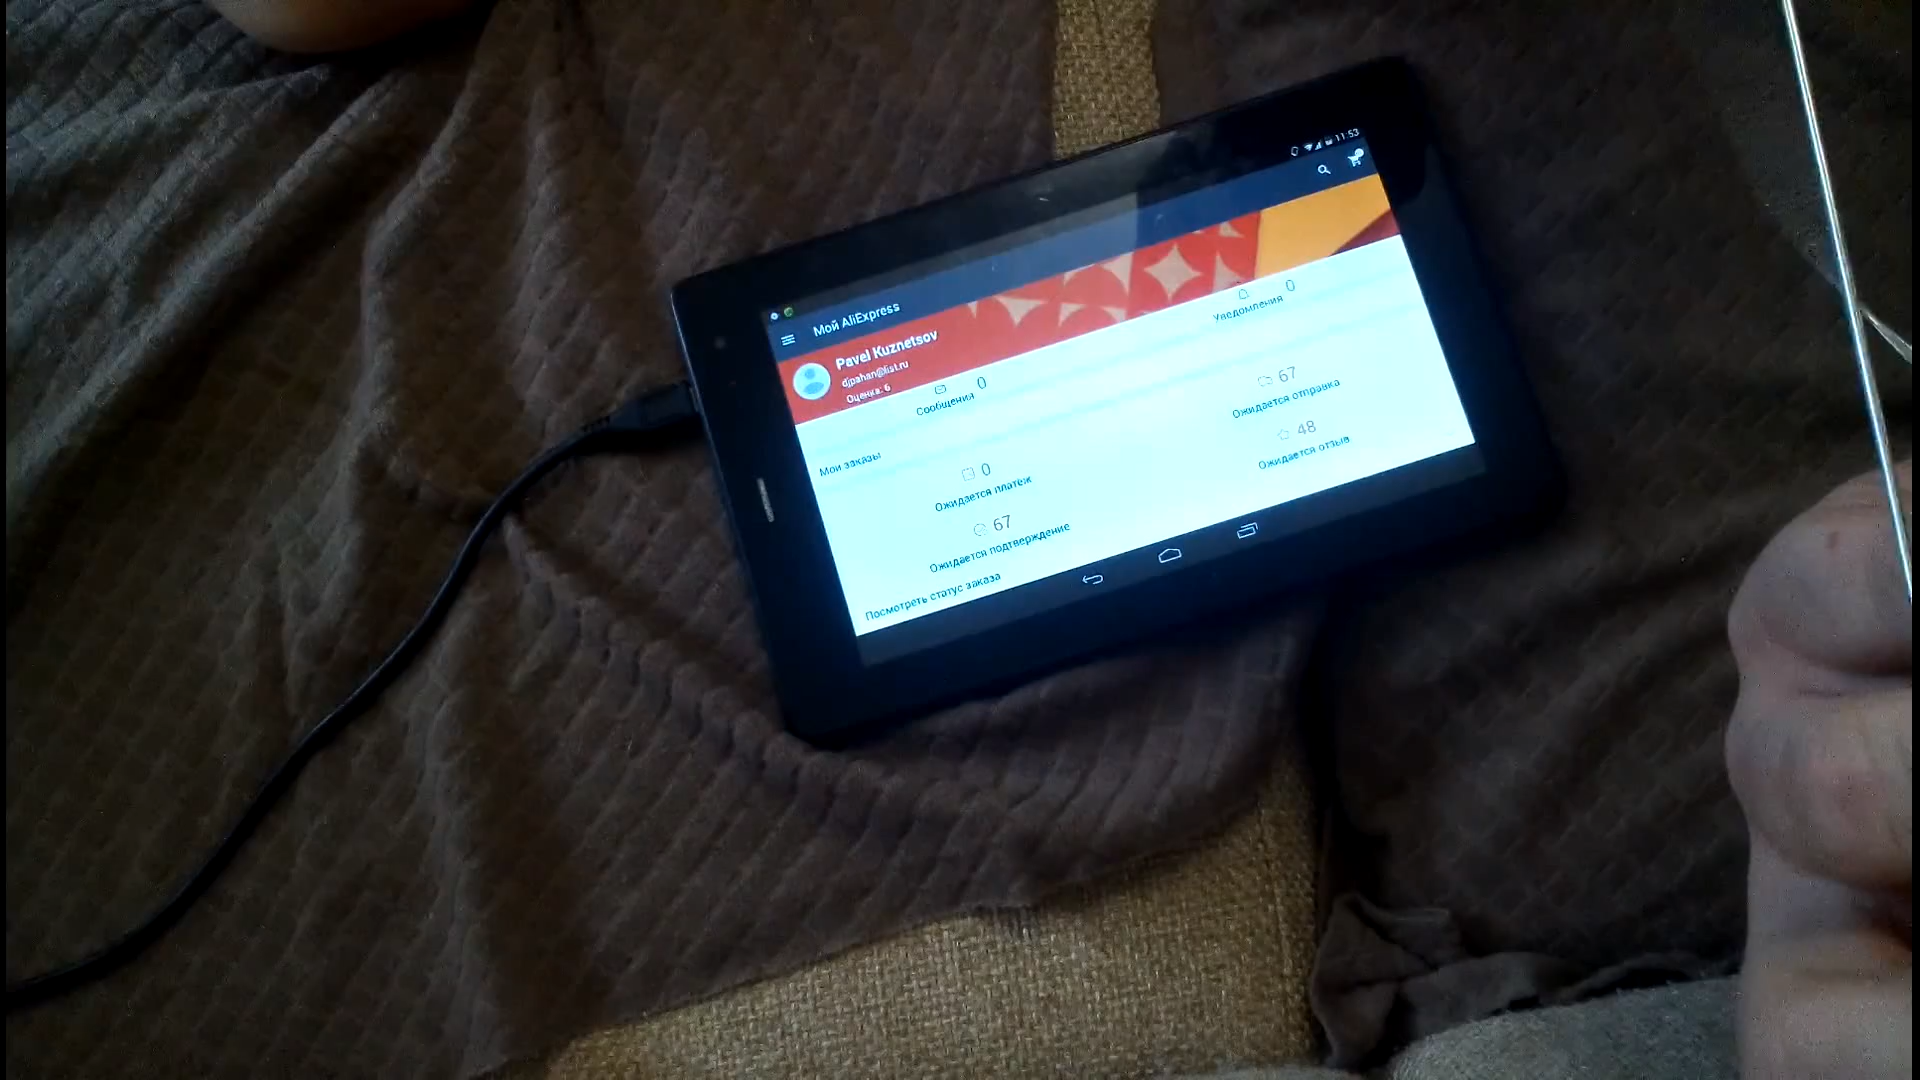 11:53
Мой AliExpress
Pavel Kuznetsov
djpahan@list.ru
Оценка: 6
Сообщения 0
Уведомления 0
Мои заказы
0
Ожидается платёж
67
Ожидается отправка
67
Ожидается подтверждение
48
Ожидается отзыв
Посмотреть статус заказа